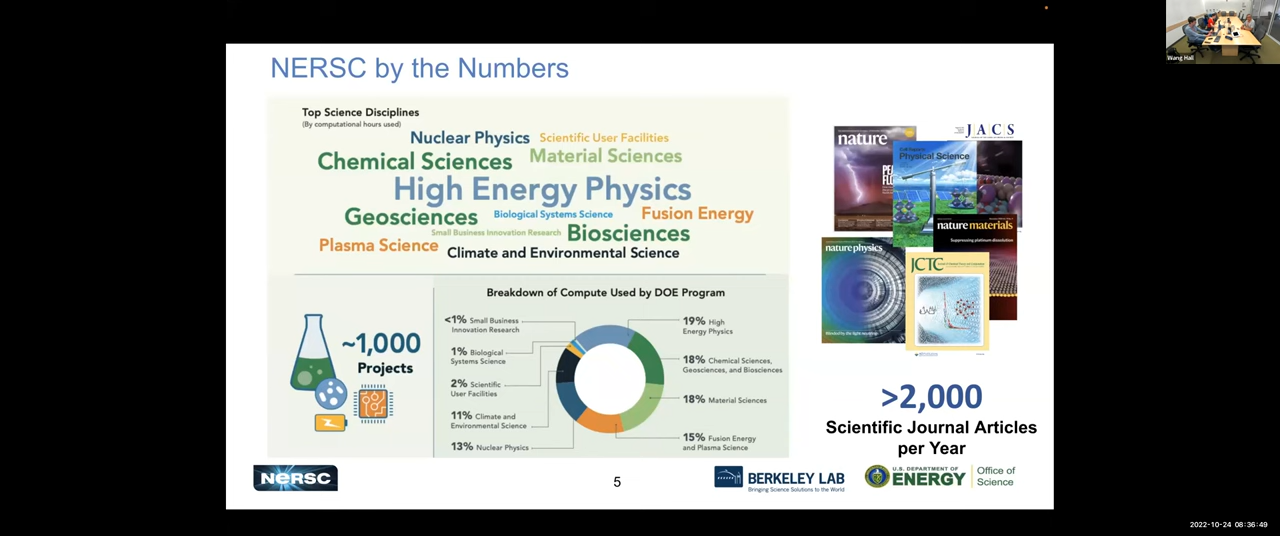 Wang Hall
NERSC by the Numbers
Top Science Disciplines
(By computational hours used)
Nuclear Physics Scientific User Facilities
Chemical Sciences Material Sciences
High Energy Physics
Geosciences Biological Systems Science Fusion Energy
Small Business Innovation Research Biosciences
Plasma Science Climate and Environmental Science
~1,000
Projects
Breakdown of Compute Used by DOE Program
<1% Small Business
Innovation Research
1% Biological
Systems Science
2% Scientific
User Facilities
11% Climate and
Environmental Science
13% Nuclear Physics
19% High
Energy Physics
18% Chemical Sciences,
Geosciences, and Biosciences
18% Material Sciences
15% Fusion Energy
and Plasma Science
nature
JACS
Physical Science
nature materials
Suppressing platinum dissolution
nature physics
JCTC
>2,000
Scientific Journal Articles
per Year
NERSC
5
BERKELEY LAB
Bringing Science Solutions to the World
U.S. DEPARTMENT OF
ENERGY
Office of
Science
2022-10-24 08:36:49